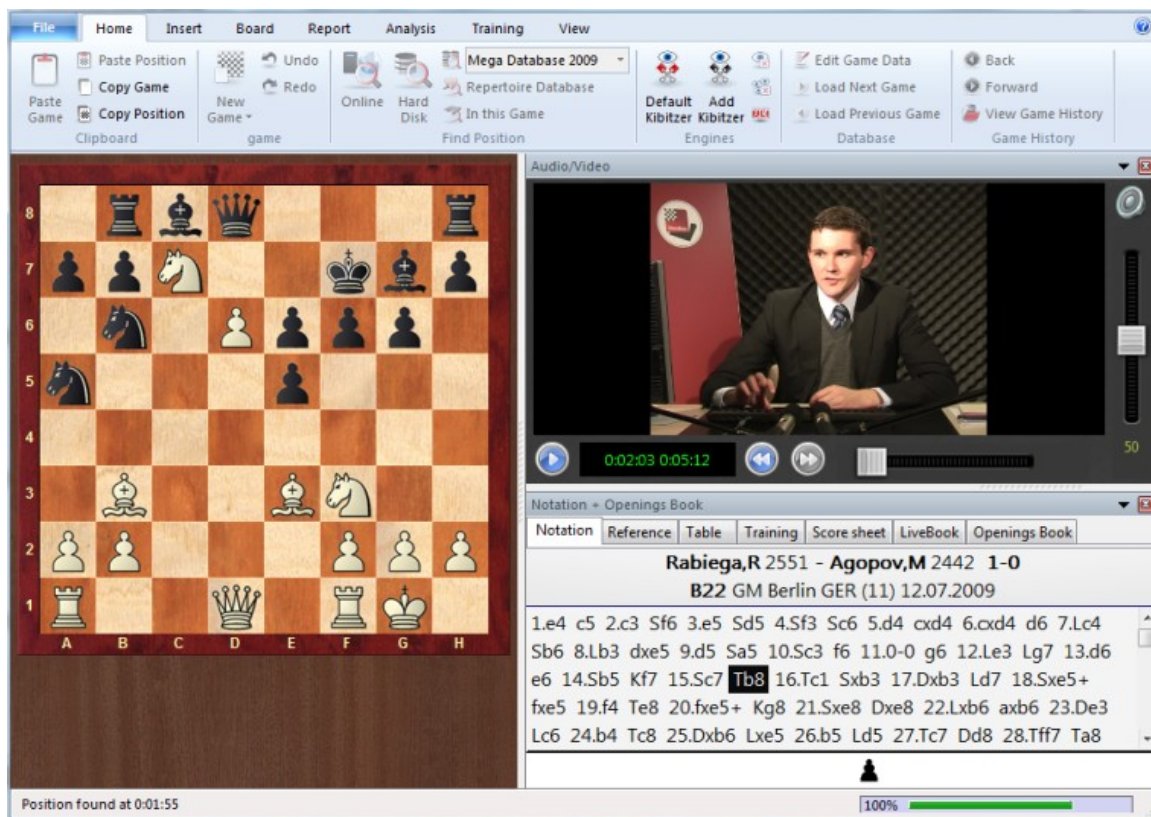 File Home Insert Board Report Analysis Training View
Paste Game
Paste Position
Copy Game
Copy Position
Clipboard
New Game
Undo
Redo
game
Online
Hard Disk
Mega Database 2009
Repertoire Database
In this Game
Find Position
Default Kibitzer
Add Kibitzer
UCI
Engines
Edit Game Data
Load Next Game
Load Previous Game
Database
Back
Forward
View Game History
Game History
8
7
6
5
4
3
2
1
A B C D E F G H
Audio/Video
0:02:03 0:05:12
50
Notation + Openings Book
Notation Reference Table Training Score sheet LiveBook Openings Book
Rabiega,R 2551 - Agopov,M 2442 1-0
B22 GM Berlin GER (11) 12.07.2009
1.e4 c5 2.c3 Sf6 3.e5 Sd5 4.Sf3 Sc6 5.d4 cxd4 6.cxd4 d6 7.Lc4
Sb6 8.Lb3 dxe5 9.d5 Sa5 10.Sc3 f6 11.0-0 g6 12.Le3 Lg7 13.d6
e6 14.Sb5 Kf7 15.Sc7 Tb8 16.Tc1 Sxb3 17.Dxb3 Ld7 18.Sxe5+
fxe5 19.f4 Te8 20.fxe5+ Kg8 21.Sxe8 Dxe8 22.Lxb6 axb6 23.De3
Lc6 24.b4 Tc8 25.Dxb6 Lxe5 26.b5 Ld5 27.Tc7 Dd8 28.Tff7 Ta8
Position found at 0:01:55
100%